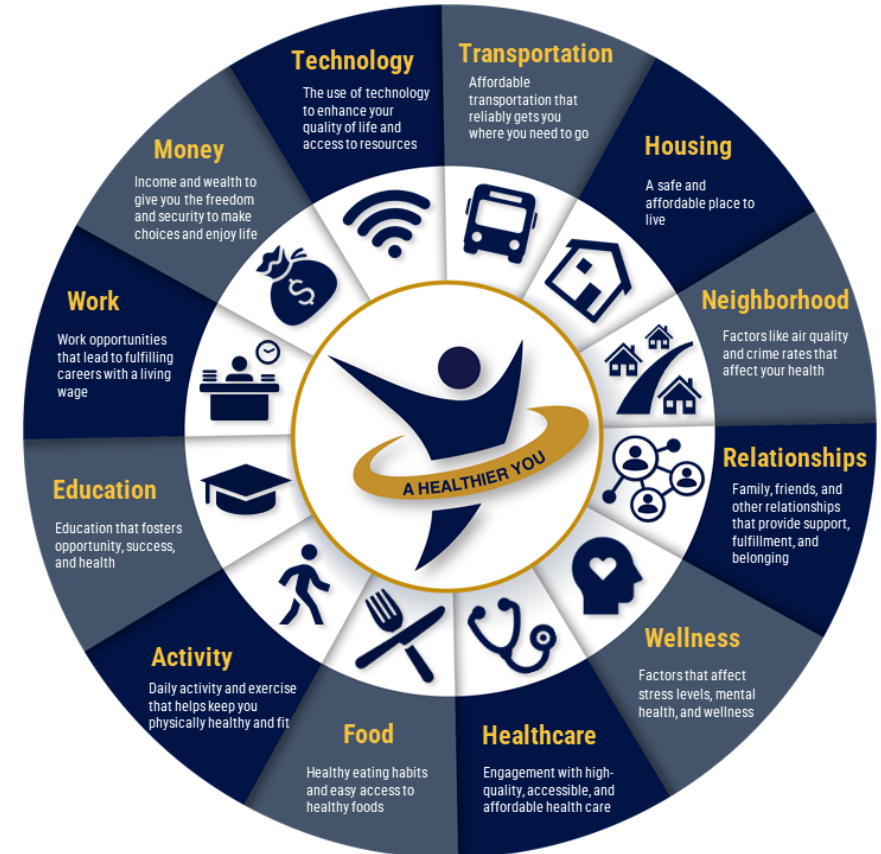 Technology
The use of technology
to enhance your
quality of life and
access to resources
Transportation
Affordable
transportation that
reliably gets you
where you need to go
Housing
A safe and
affordable place to
live
Neighborhood
Factors like air quality
and crime rates that
affect your health
Relationships
Family, friends, and
other relationships
that provide support,
fulfillment, and
belonging
Wellness
Factors that affect
stress levels, mental
health, and wellness
Healthcare
Engagement with high-
quality, accessible, and
affordable health care
Food
Healthy eating habits
and easy access to
healthy foods
Activity
Daily activity and exercise
that helps keep you
physically healthy and fit
Education
Education that fosters
opportunity, success,
and health
Work
Work opportunities
that lead to fulfilling
careers with a living
wage
Money
Income and wealth to
give you the freedom
and security to make
choices and enjoy life
$
A HEALTHIER YOU